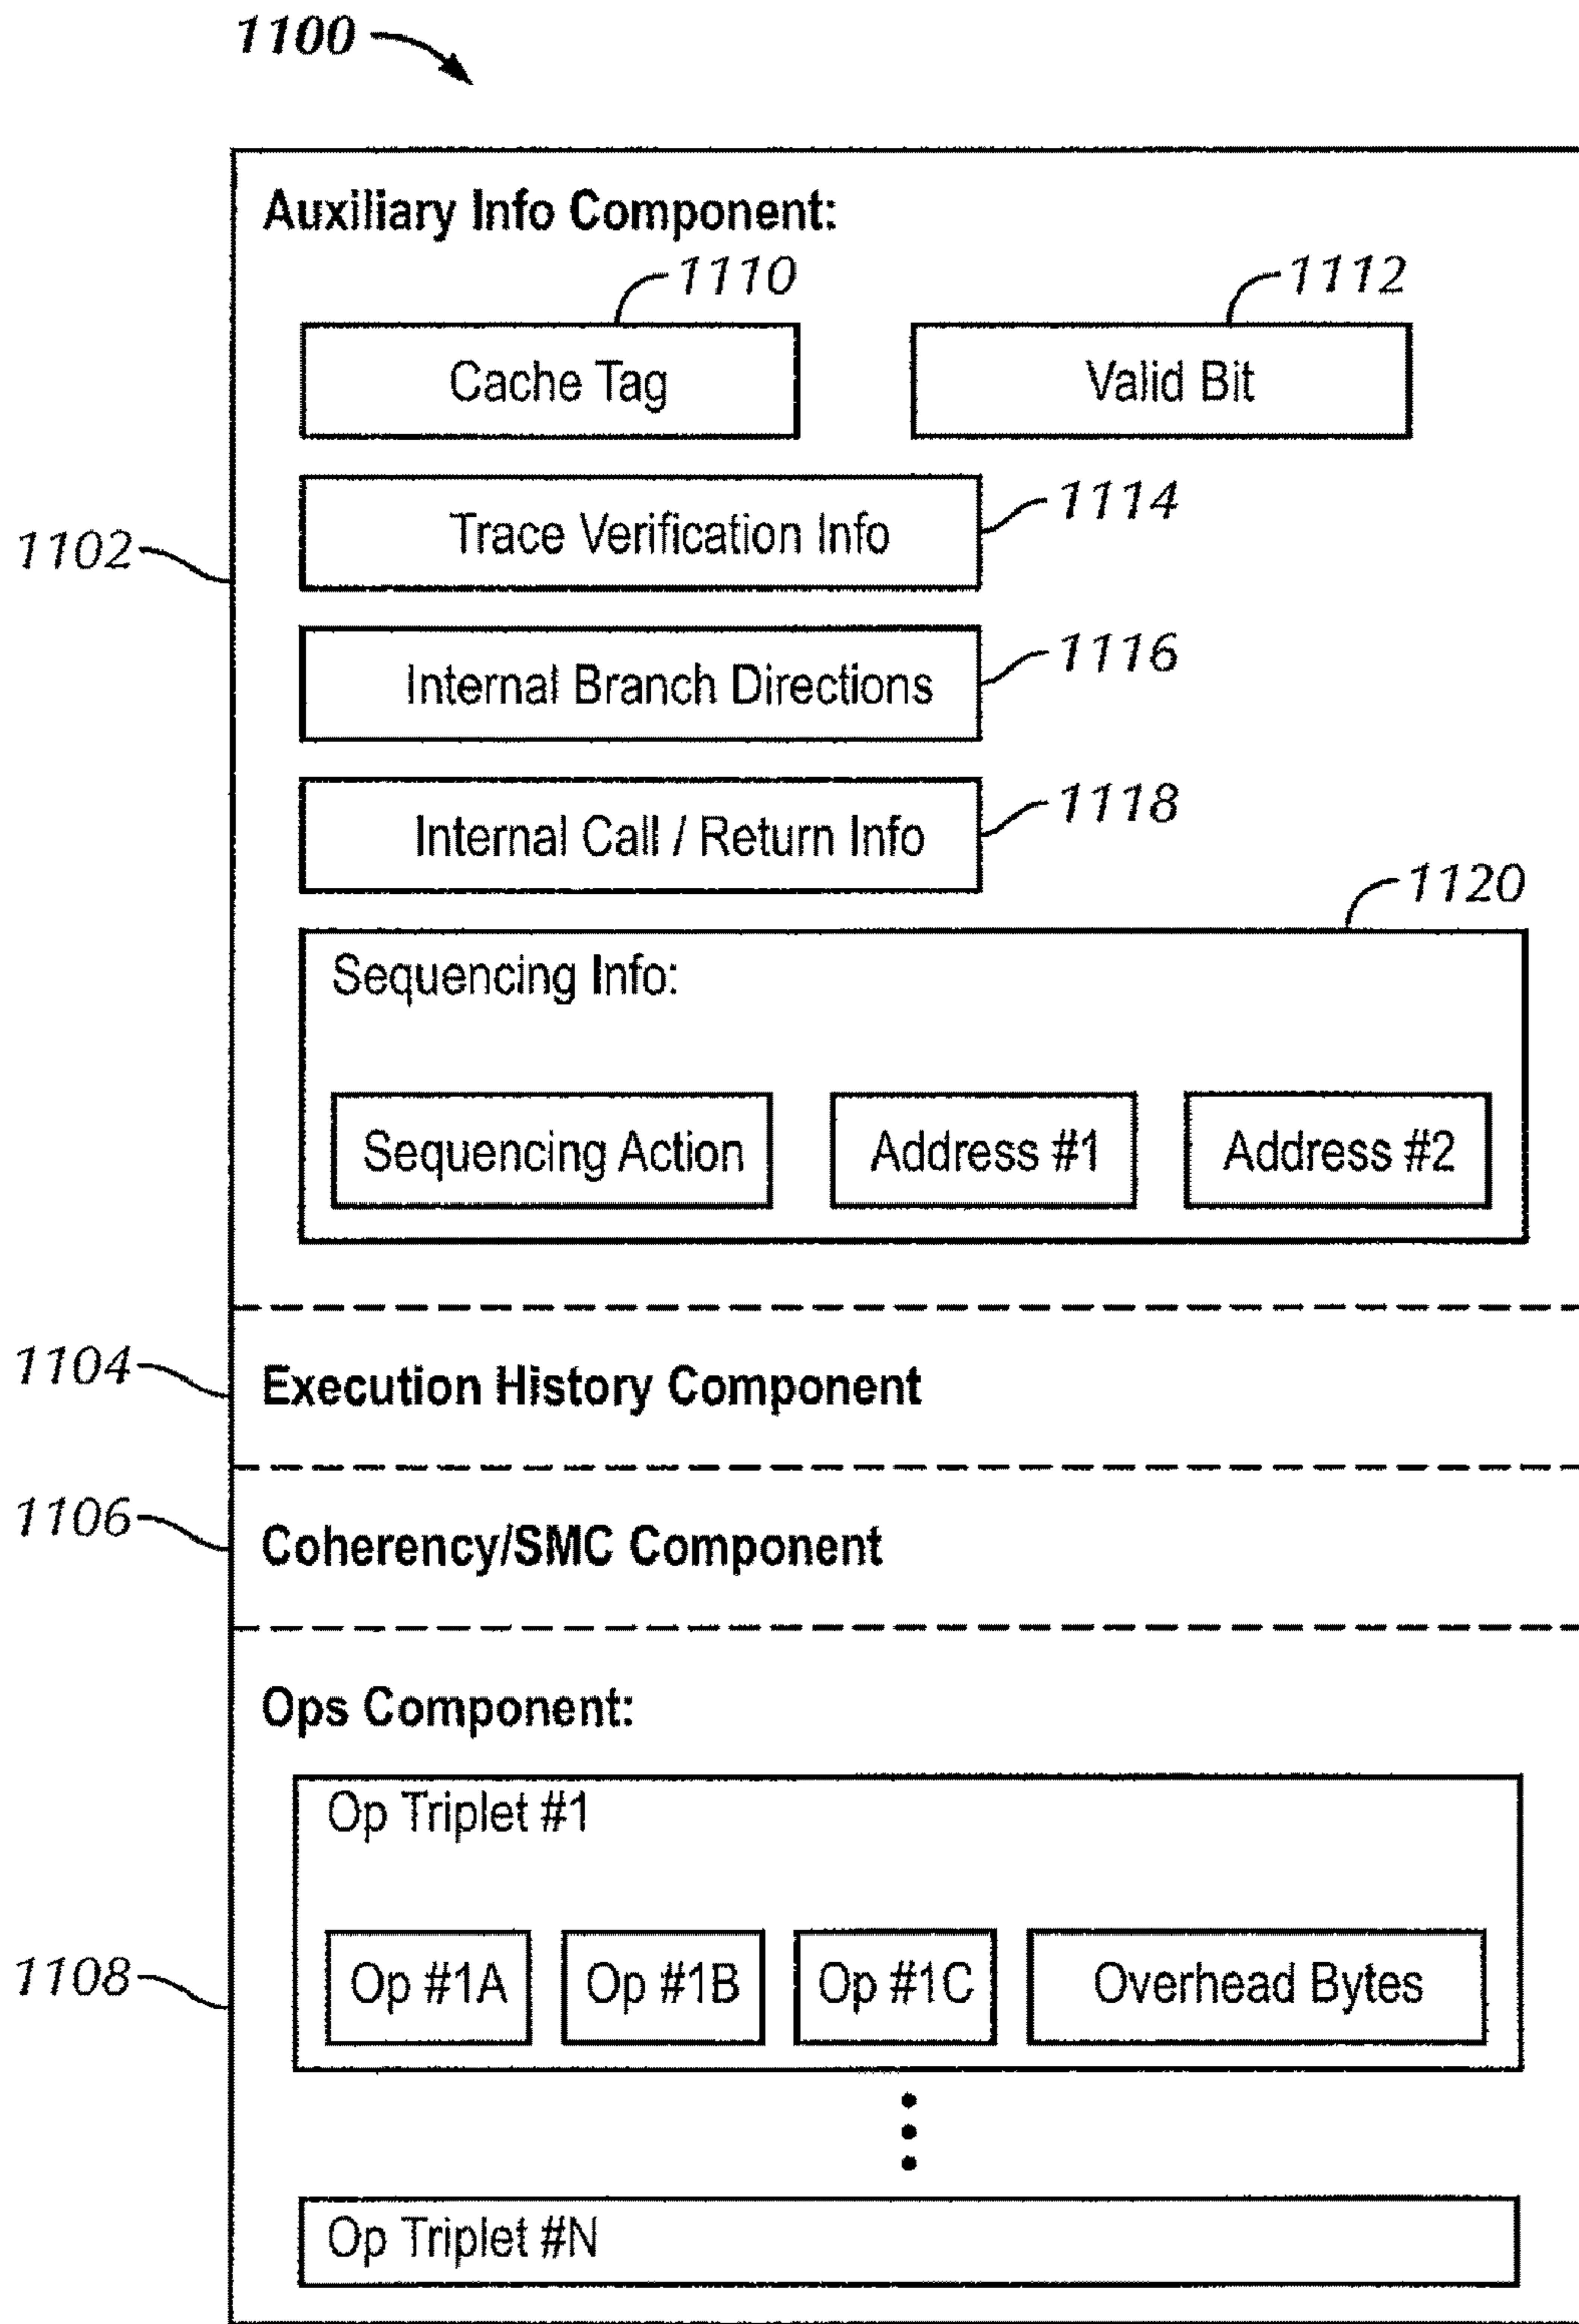 1100
Auxiliary Info Component:
1110
1112
Cache Tag
Valid Bit
1114
Trace Verification Info
1102
1116
Internal Branch Directions
1118
Internal Call / Return Info
1120
Sequencing Info:
Sequencing Action
Address #1
Address #2
1104
Execution History Component
1106
Coherency/SMC Component
Ops Component:
Op Triplet #1
1108
Op #1A
Op #1B
Op #1C
Overhead Bytes
Op Triplet #N